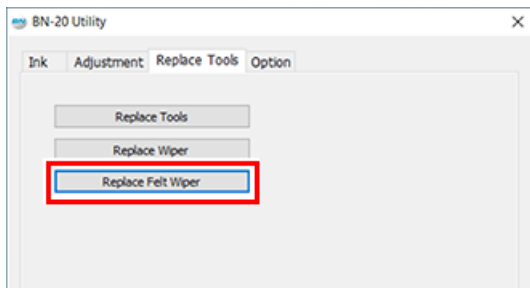 BN-20 Utility
Ink Adjustment Replace Tools Option
Replace Tools
Replace Wiper
Replace Felt Wiper